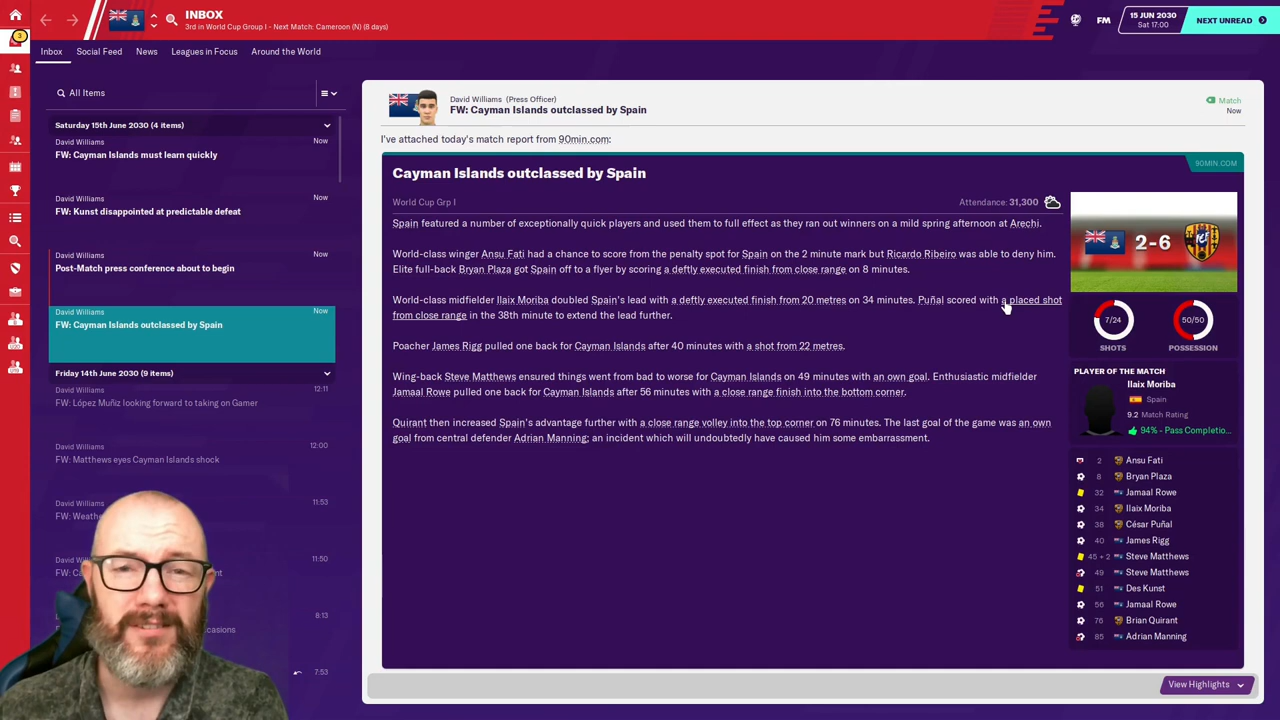 INBOX
3rd in World Cup Group I - Next Match: Cameroon (N) (8 days)
FM
15 JUN 2030
Sat 17:00
NEXT UNREAD
3
Inbox
Social Feed
News
Leagues in Focus
Around the World
All Items
Saturday 15th June 2030 (4 items)
David Williams
Now
FW: Cayman Islands must learn quickly
David Williams
Now
FW: Kunst disappointed at predictable defeat
Now
Post-Match press conference about to begin
David Williams
Now
FW: Cayman Islands outclassed by Spain
Friday 14th June 2030 (9 items)
David Williams
12:11
FW: López Muñiz looking forward to taking on Gamer
David Williams
12:00
FW: Matthews eyes Cayman Islands shock
David Williams
11:53
FW:
11:50
8:13
7:53
David Williams (Press Officer)
FW: Cayman Islands outclassed by Spain
Match
Now
I've attached today's match report from 90min.com:
90MIN.COM
Cayman Islands outclassed by Spain
World Cup Grp I
Attendance: 31,300
Spain featured a number of exceptionally quick players and used them to full effect as they ran out winners on a mild spring afternoon at Arechi.
World-class winger Ansu Fati had a chance to score from the penalty spot for Spain on the 2 minute mark but Ricardo Ribeiro was able to deny him.
Elite full-back Bryan Plaza got Spain off to a flyer by scoring a deftly executed finish from close range on 8 minutes.
World-class midfielder Ilaix Moriba doubled Spain's lead with a deftly executed finish from 20 metres on 34 minutes. Puñal scored with a placed shot
from close range in the 38th minute to extend the lead further.
Poacher James Rigg pulled one back for Cayman Islands after 40 minutes with a shot from 22 metres.
Wing-back Steve Matthews ensured things went from bad to worse for Cayman Islands on 49 minutes with an own goal. Enthusiastic midfielder
Jamaal Rowe pulled one back for Cayman Islands after 56 minutes with a close range finish into the bottom corner.
Quirant then increased Spain's advantage further with a close range volley into the top corner on 76 minutes. The last goal of the game was an own
goal from central defender Adrian Manning; an incident which will undoubtedly have caused him some embarrassment.
2-6
7/24
50/50
SHOTS
POSSESSION
PLAYER OF THE MATCH
Ilaix Moriba
Spain
9.2 Match Rating
94% - Pass Completio...
2 Ansu Fati
8 Bryan Plaza
32 Jamaal Rowe
34 Ilaix Moriba
38 César Puñal
40 James Rigg
45 + 2 Steve Matthews
49 Steve Matthews
51 Des Kunst
56 Jamaal Rowe
76 Brian Quirant
85 Adrian Manning
View Highlights